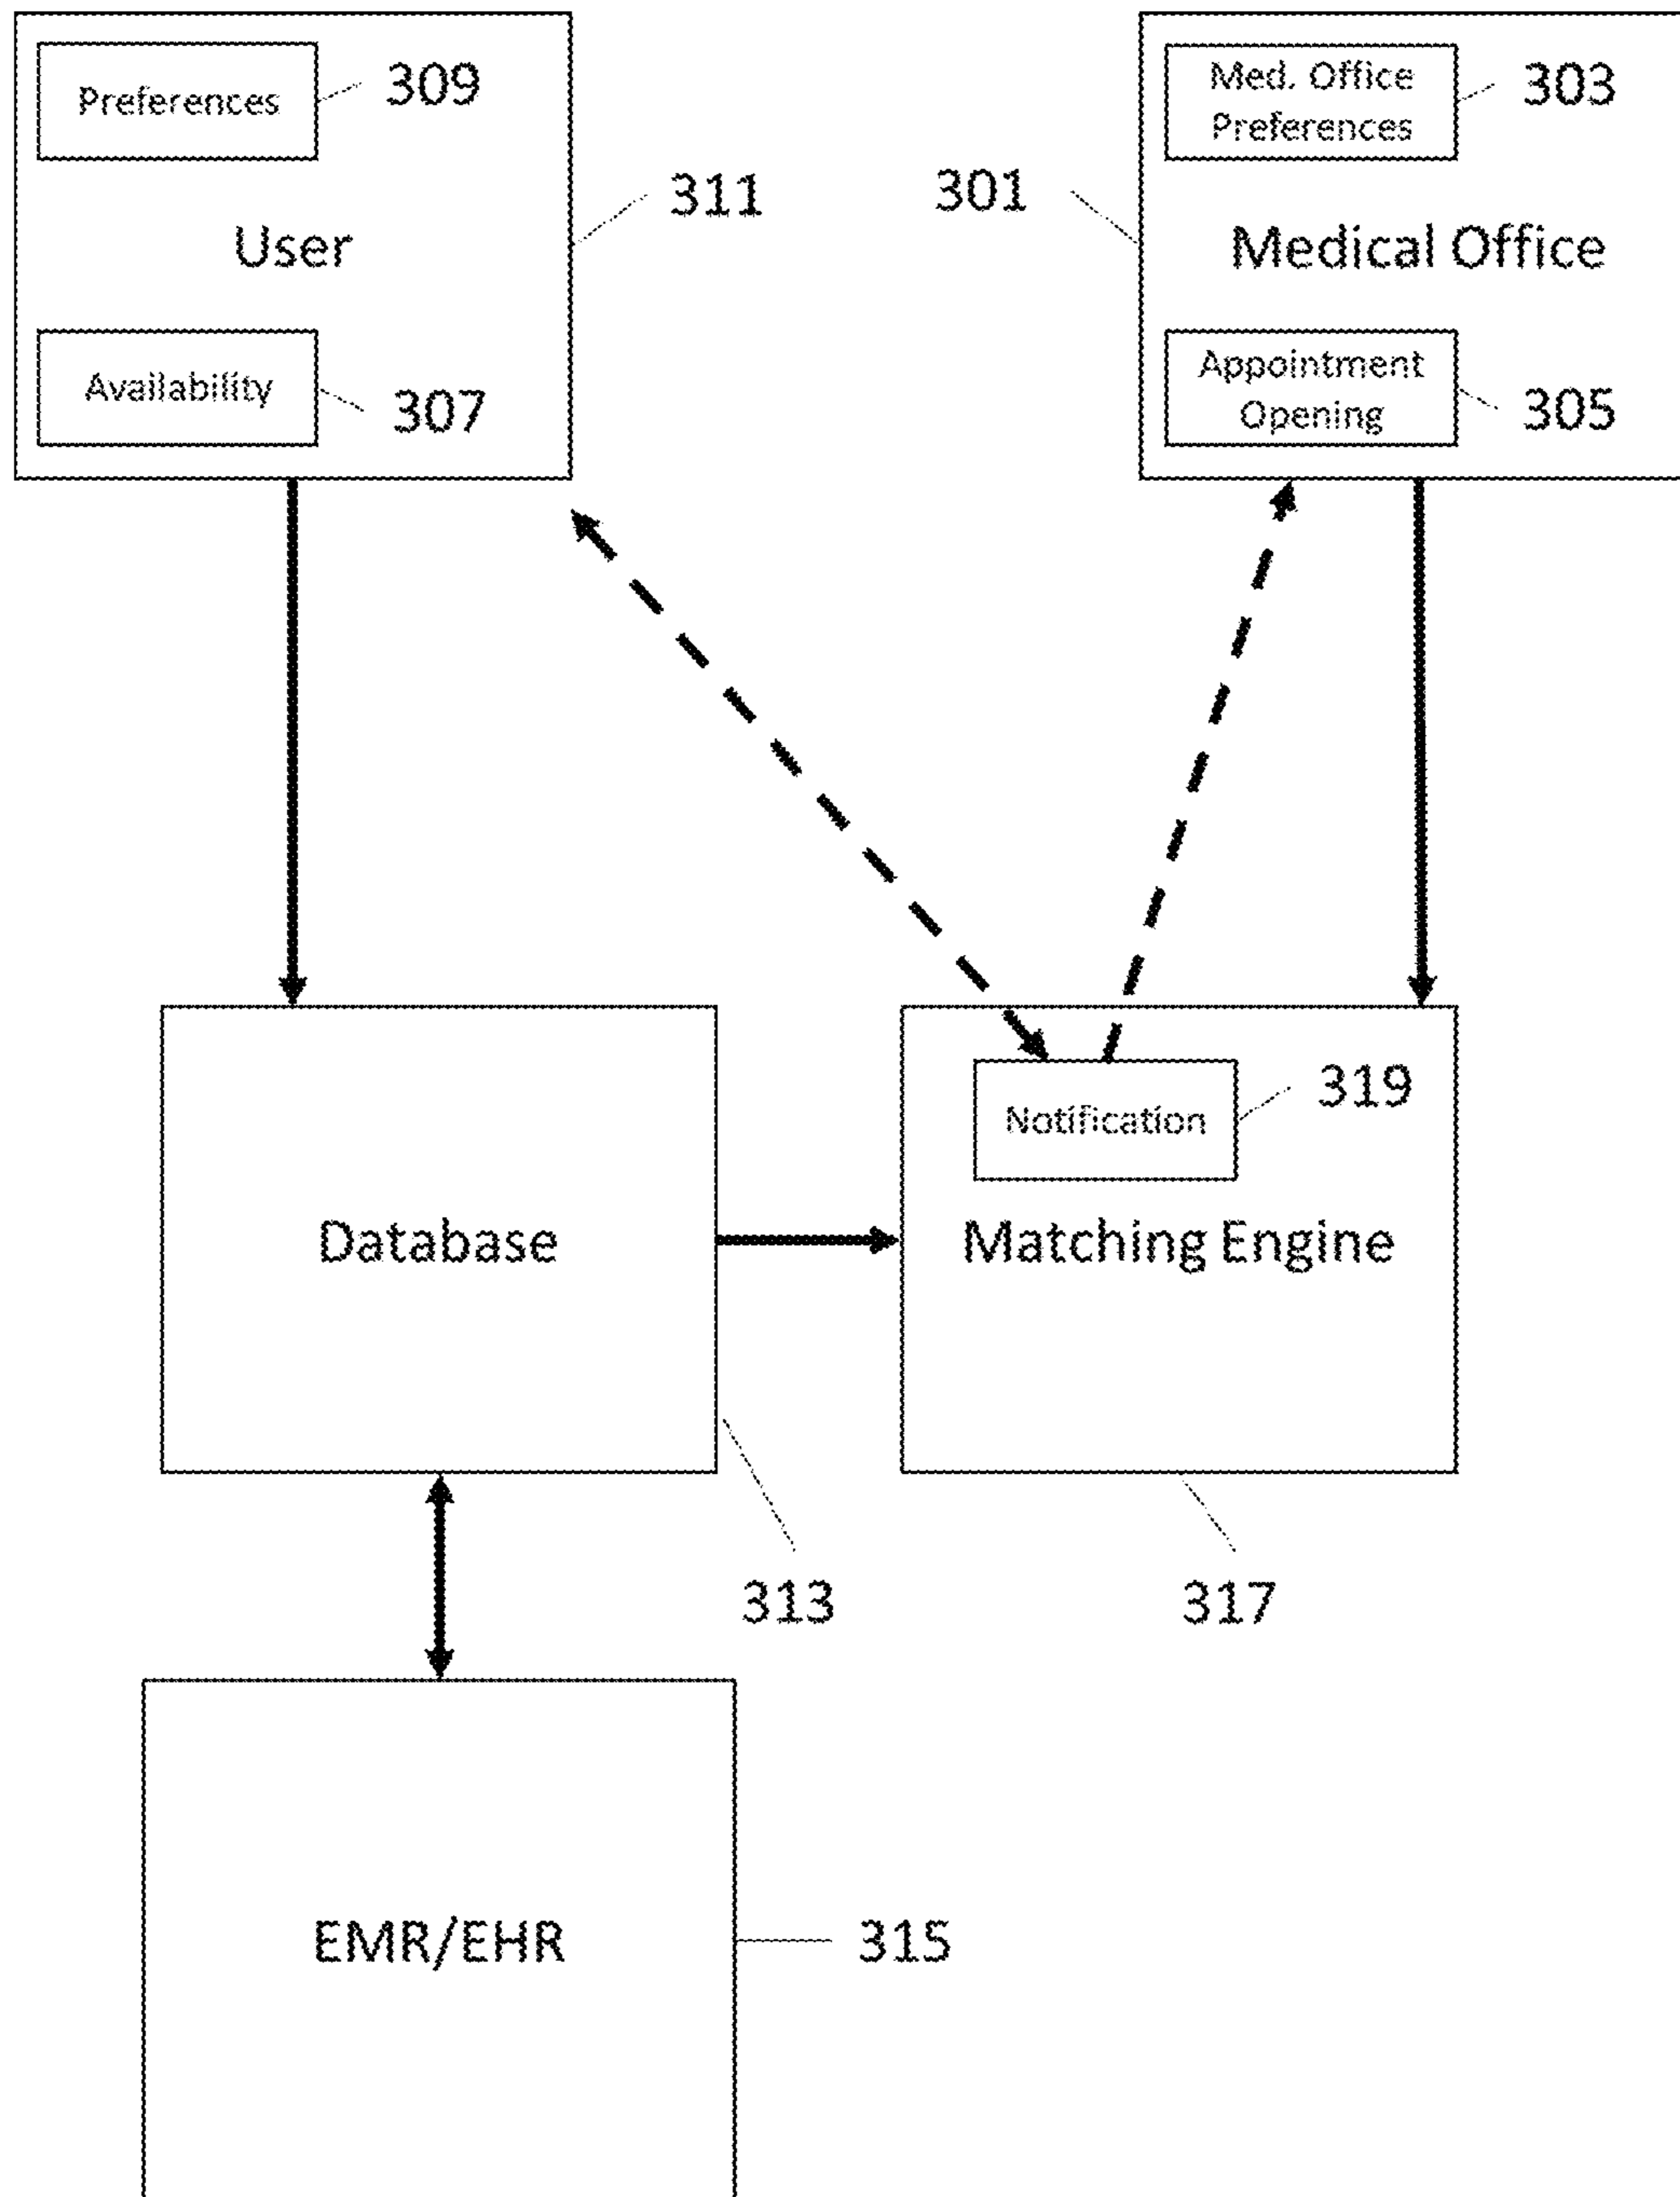 Preferences
309
Med. Office
Preferences
303
311
301
User
Medical Office
Availability
307
Appointment
Opening
305
Notification
319
Database
Matching Engine
313
317
EMR/EHR
315